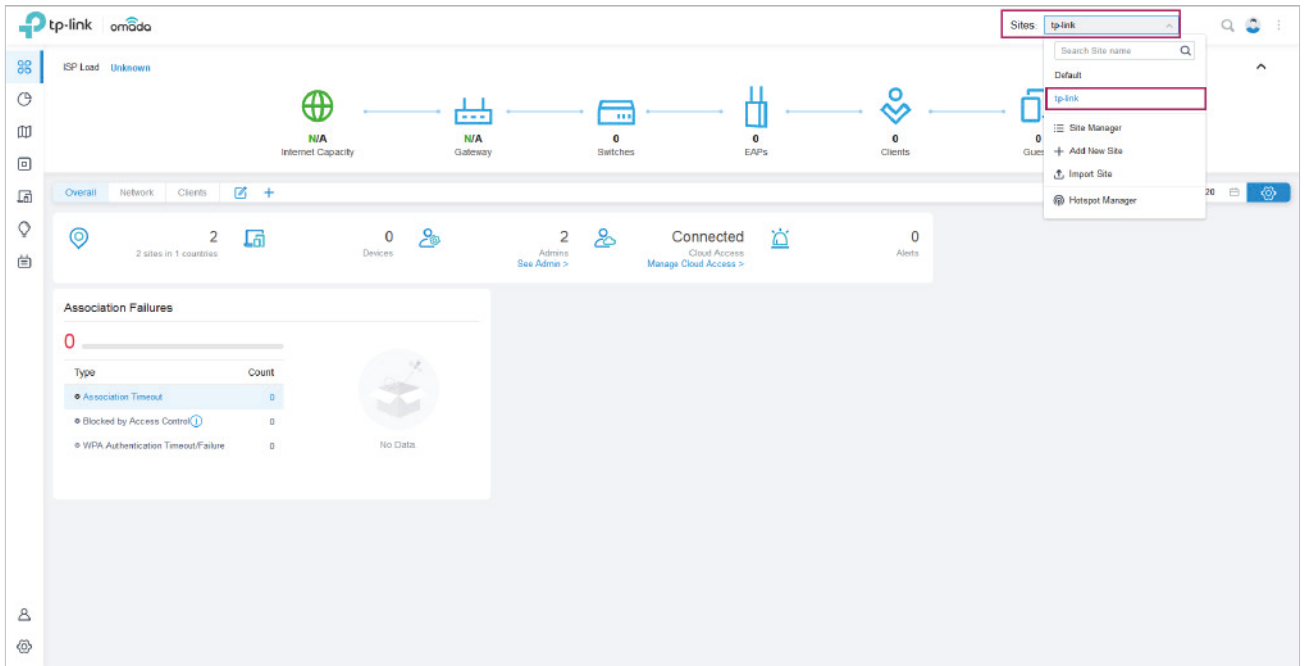 tp-link omada
Sites: tp-link
Search Site name
Default
tp-link
Site Manager
Add New Site
Import Site
Hotspot Manager
ISP Load Unknown
N/A
Internet Capacity
N/A
Gateway
0
Switches
0
EAPs
0
Clients
0
Overall Network Clients
20
2
2 sites in 1 countries
0
Devices
2
Admins
See Admin >
Connected
Cloud Access
Manage Cloud Access >
0
Alerts
Association Failures
0
Type Count
Association Timeout 0
Blocked by Access Control 0
WPA Authentication Timeout/Failure 0
No Data.